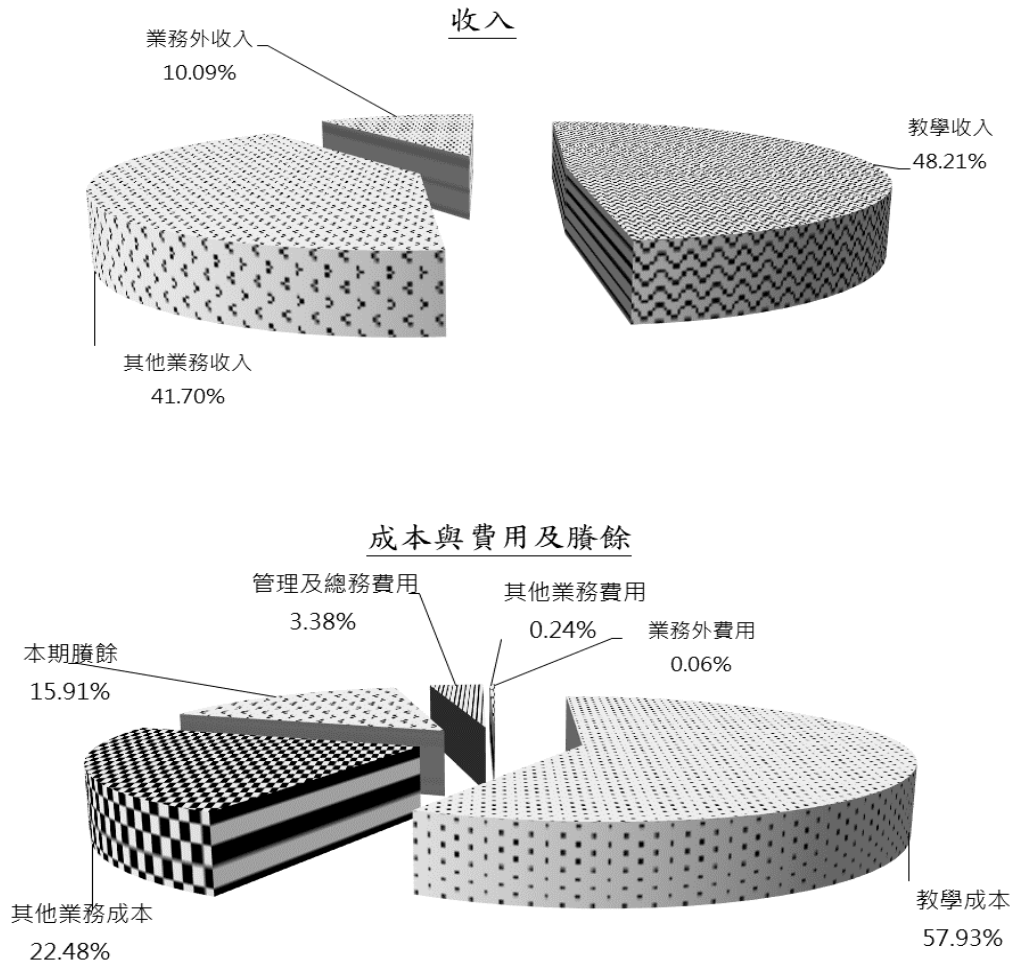 收入
業務外收入
10.09%
教學收入
48.21%
其他業務收入
41.70%
成本與費用及賸餘
管理及總務費用
3.38%
其他業務費用
0.24%
業務外費用
0.06%
本期賸餘
15.91%
其他業務成本
22.48%
教學成本
57.93%